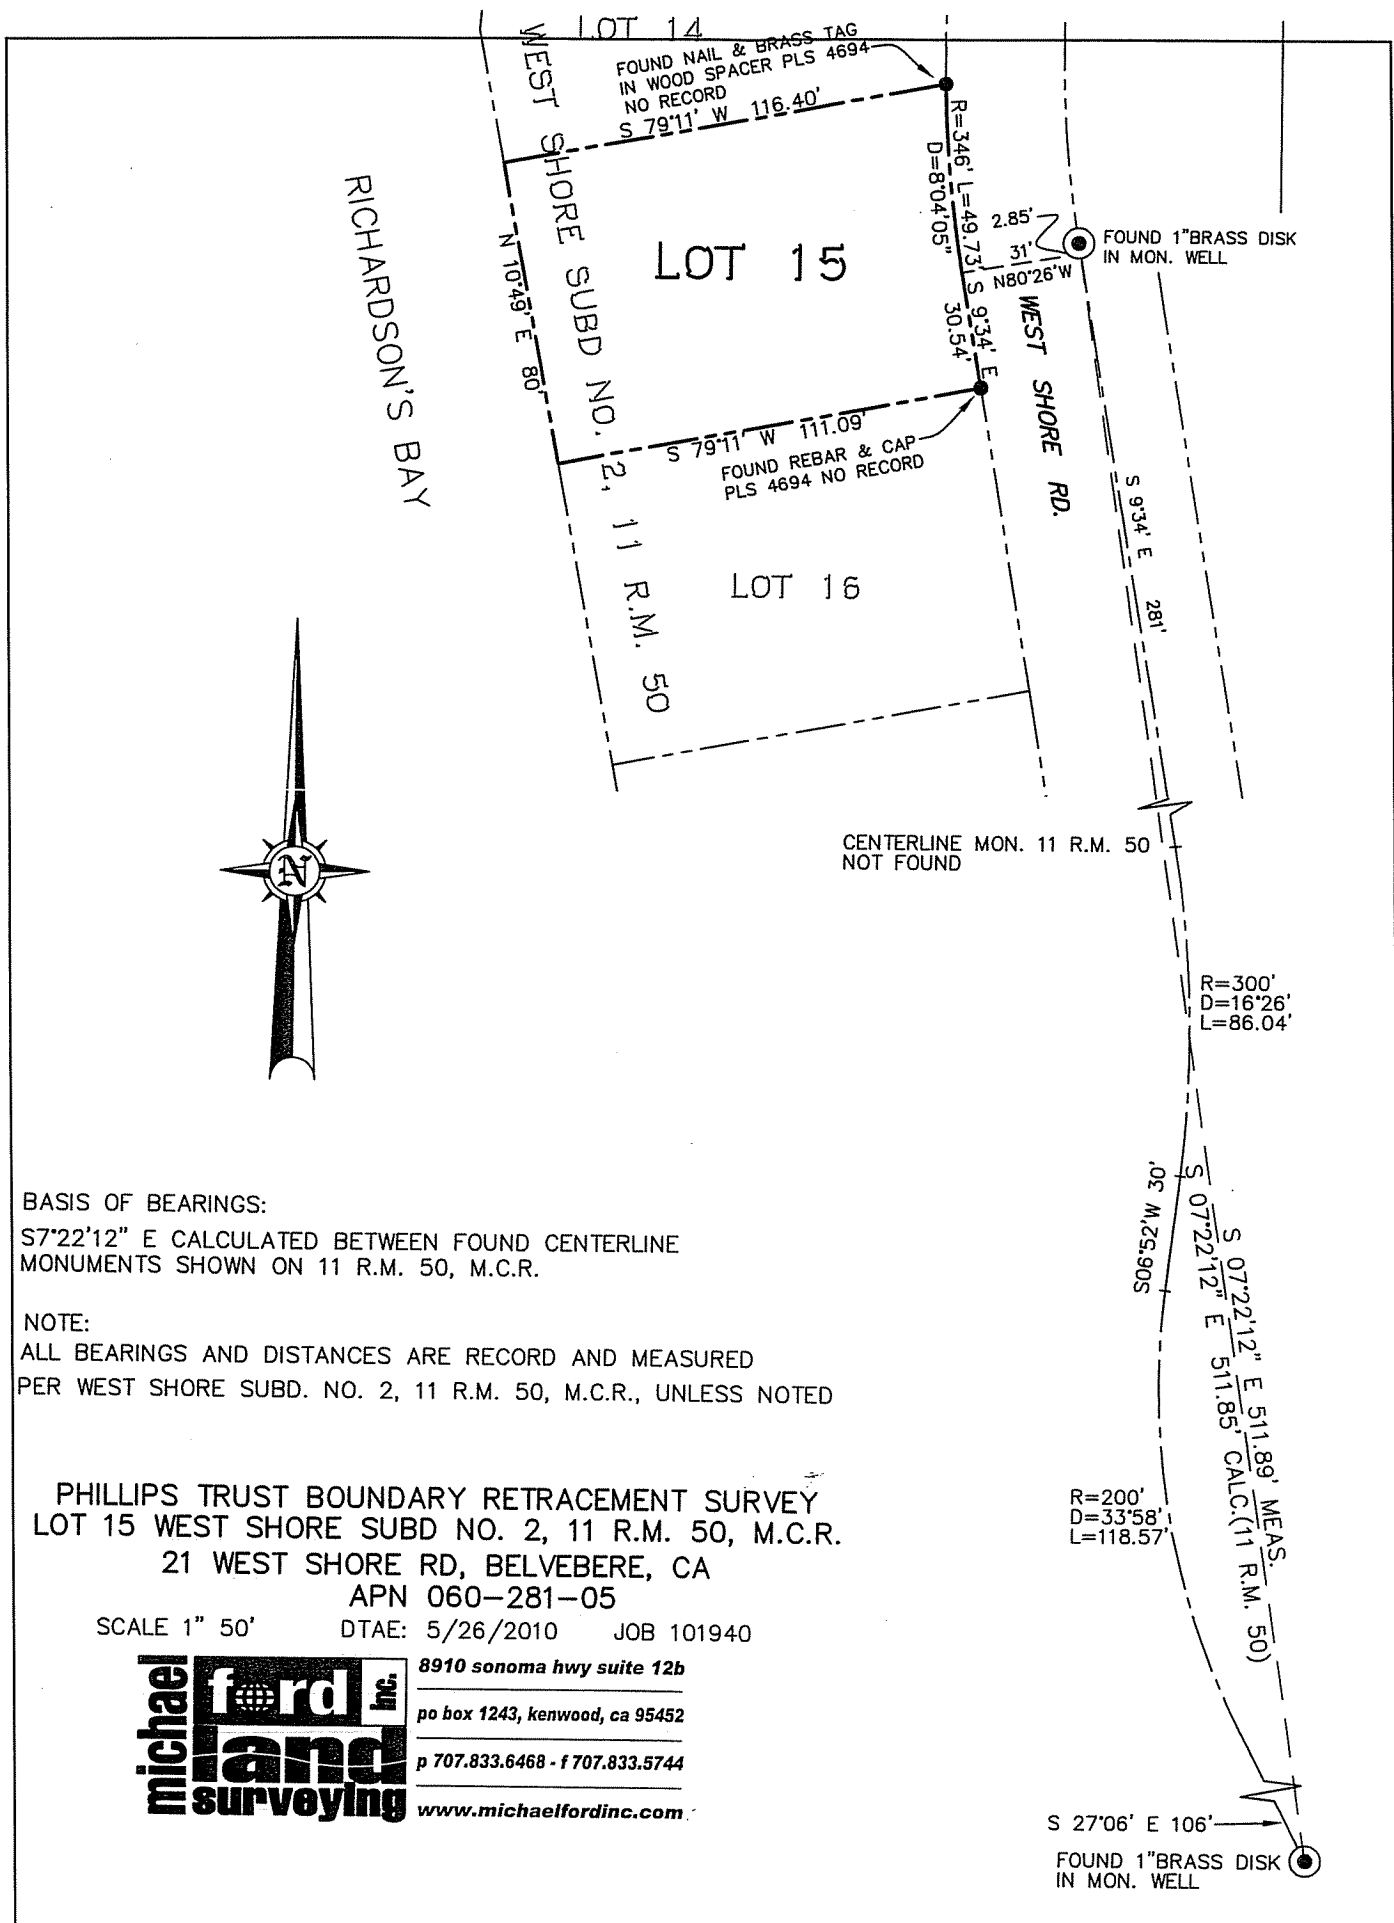 LOT 14
FOUND NAIL & BRASS TAG
IN WOOD SPACER PLS 4694
NO RECORD
S 79°11' W 116.40'
WEST SHORE SUBD NO. 2, 11 R.M. 50
RICHARDSON'S BAY
N 10°49' E 80'
LOT 15
R=346' L=49.73'
D=8°04'05"
S 9°34' E
30.54'
2.85'
31'
N80°26'W
FOUND 1"BRASS DISK
IN MON. WELL
WEST SHORE RD.
S 79°11' W 111.09'
FOUND REBAR & CAP
PLS 4694 NO RECORD
S 9°34' E 281'
LOT 16
CENTERLINE MON. 11 R.M. 50
NOT FOUND
N
R=300'
D=16°26'
L=86.04'
S06°52'W 30'
S 07°22'12" E 511.89' MEAS.
S 07°22'12" E 511.85' CALC.(11 R.M. 50)
BASIS OF BEARINGS:
S7°22'12" E CALCULATED BETWEEN FOUND CENTERLINE
MONUMENTS SHOWN ON 11 R.M. 50, M.C.R.
NOTE:
ALL BEARINGS AND DISTANCES ARE RECORD AND MEASURED
PER WEST SHORE SUBD. NO. 2, 11 R.M. 50, M.C.R., UNLESS NOTED
R=200'
D=33°58'
L=118.57'
PHILLIPS TRUST BOUNDARY RETRACEMENT SURVEY
LOT 15 WEST SHORE SUBD NO. 2, 11 R.M. 50, M.C.R.
21 WEST SHORE RD, BELVEBERE, CA
APN 060-281-05
SCALE 1" 50' DTAE: 5/26/2010 JOB 101940
michael
ford inc.
land
surveying
8910 sonoma hwy suite 12b
po box 1243, kenwood, ca 95452
p 707.833.6468 - f 707.833.5744
www.michaelfordinc.com
S 27°06' E 106'
FOUND 1"BRASS DISK
IN MON. WELL